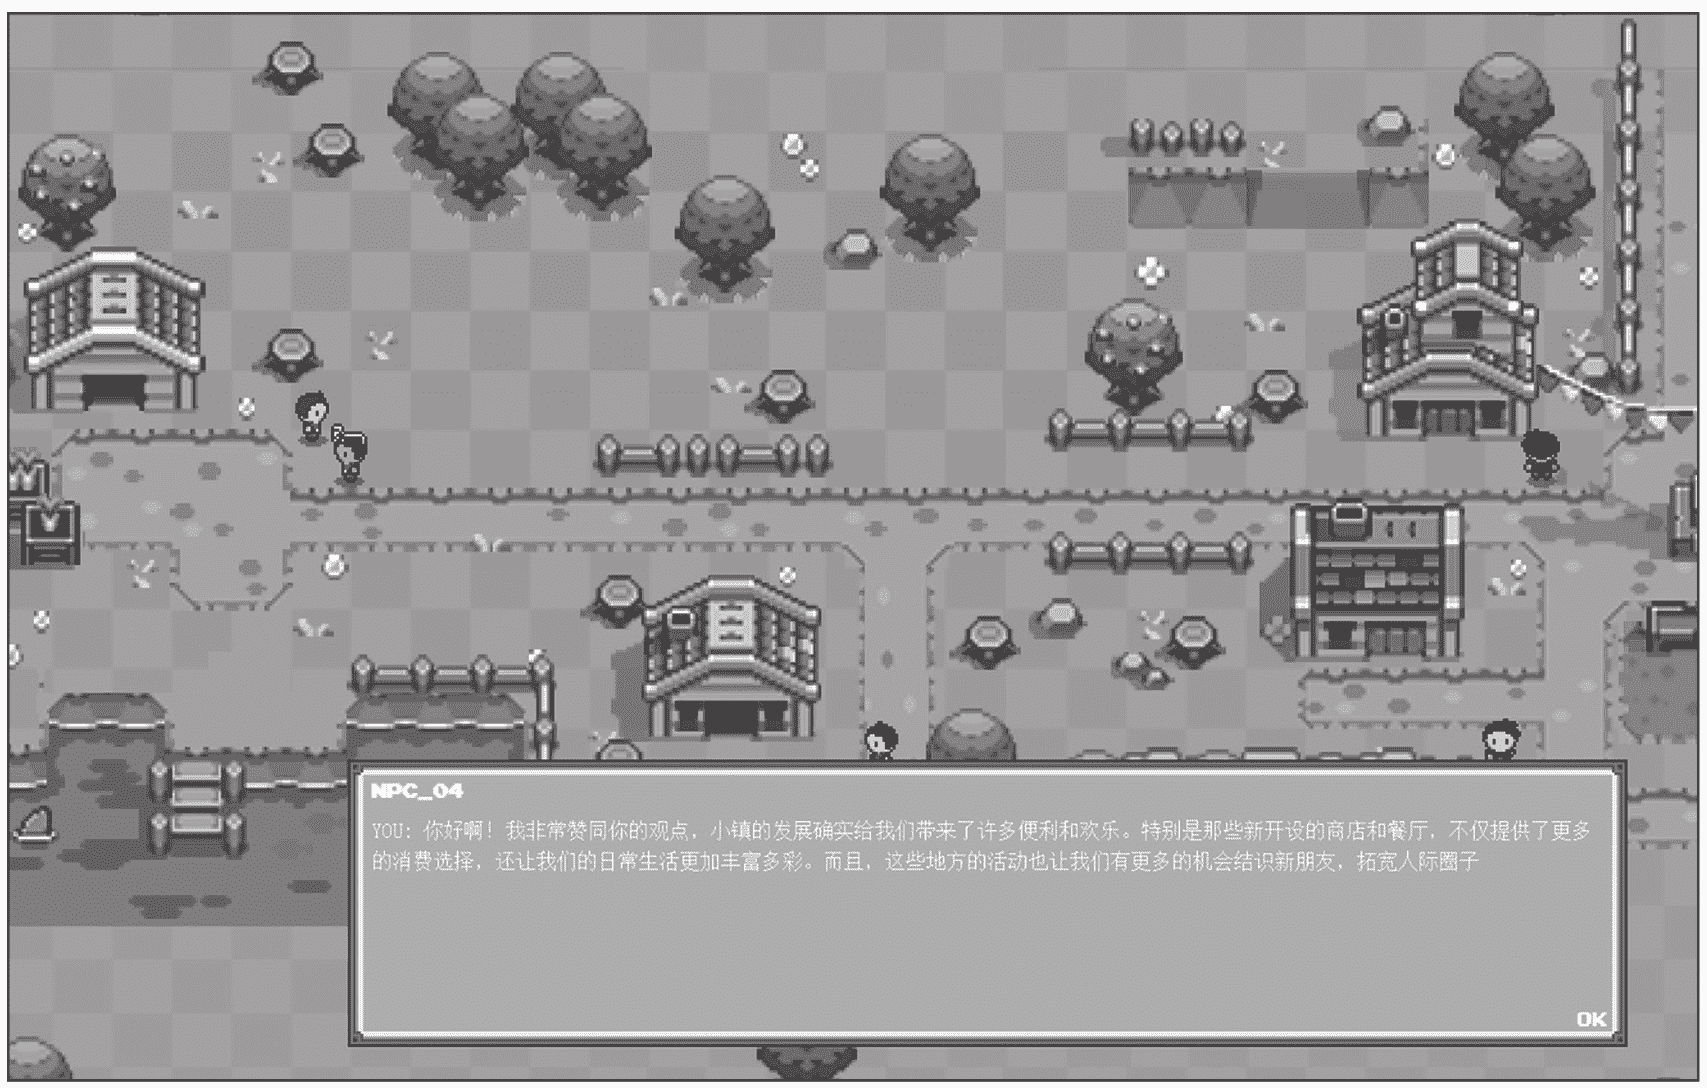 NPC_04
YOU: 你好啊！我非常赞同你的观点，小镇的发展确实给我们带来了许多便利和欢乐。特别是那些新开设的商店和餐厅，不仅提供了更多
的消费选择，还让我们的日常生活更加丰富多彩。而且，这些地方的活动也让我们有更多的机会结识新朋友，拓宽人际圈子
OK